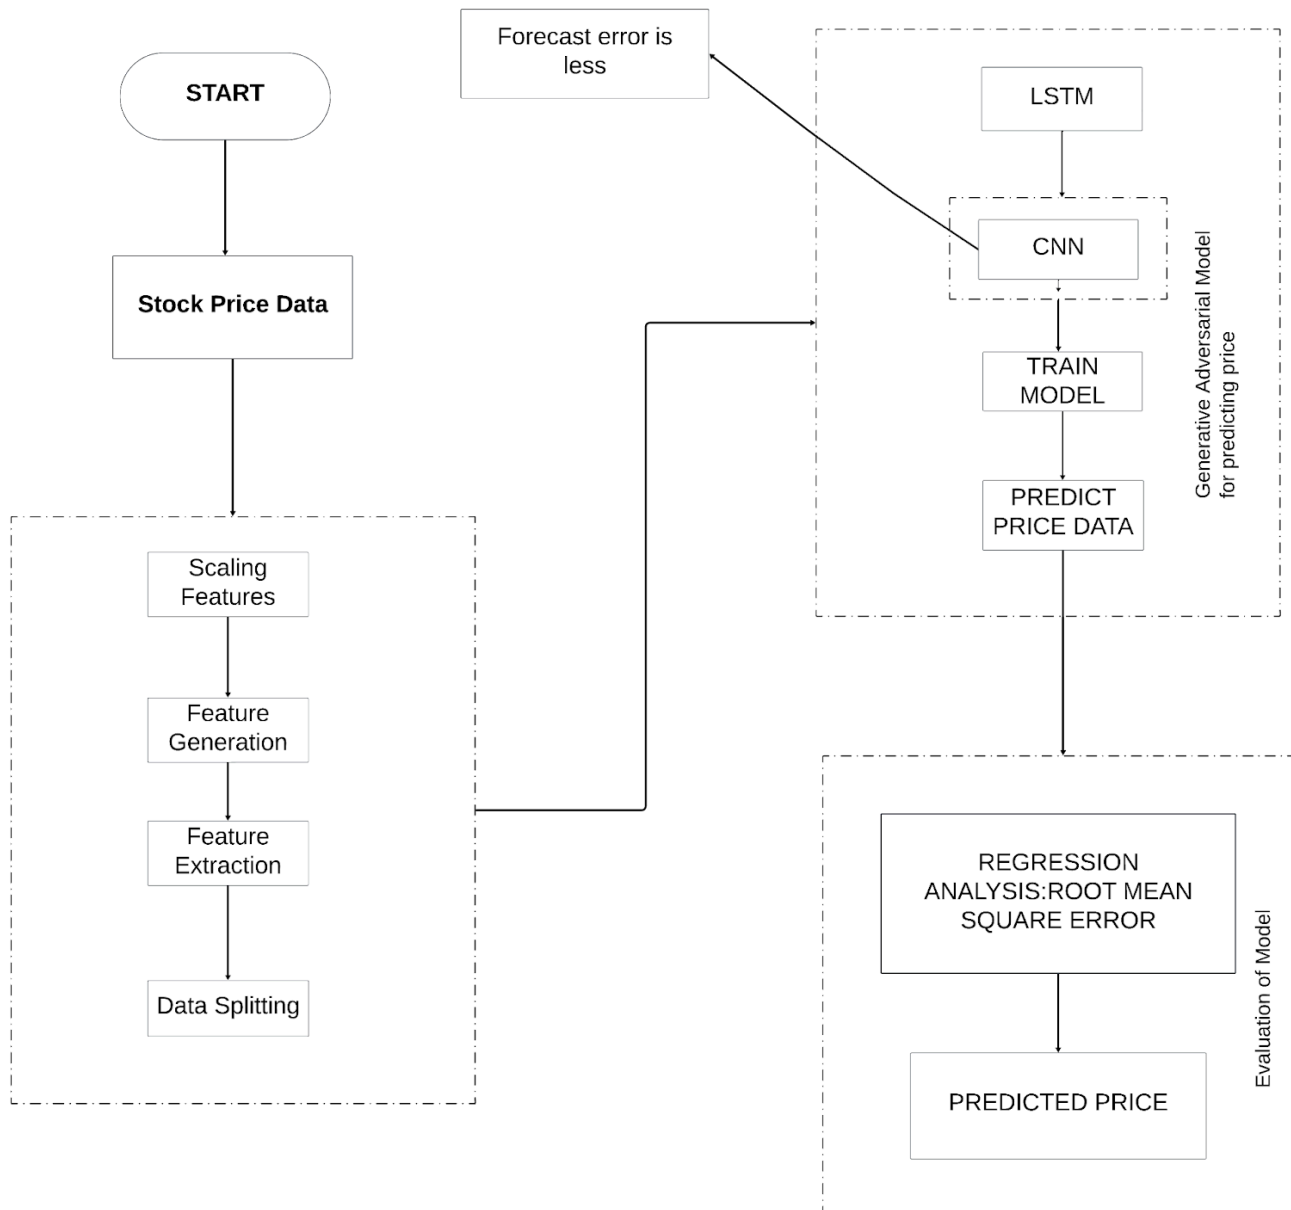 START
Stock Price Data
Scaling
Features
Feature
Generation
Feature
Extraction
Data Splitting
Forecast error is
less
LSTM
CNN
TRAIN
MODEL
PREDICT
PRICE DATA
Generative Adversarial Model
for predicting price
REGRESSION
ANALYSIS:ROOT MEAN
SQUARE ERROR
PREDICTED PRICE
Evaluation of Model